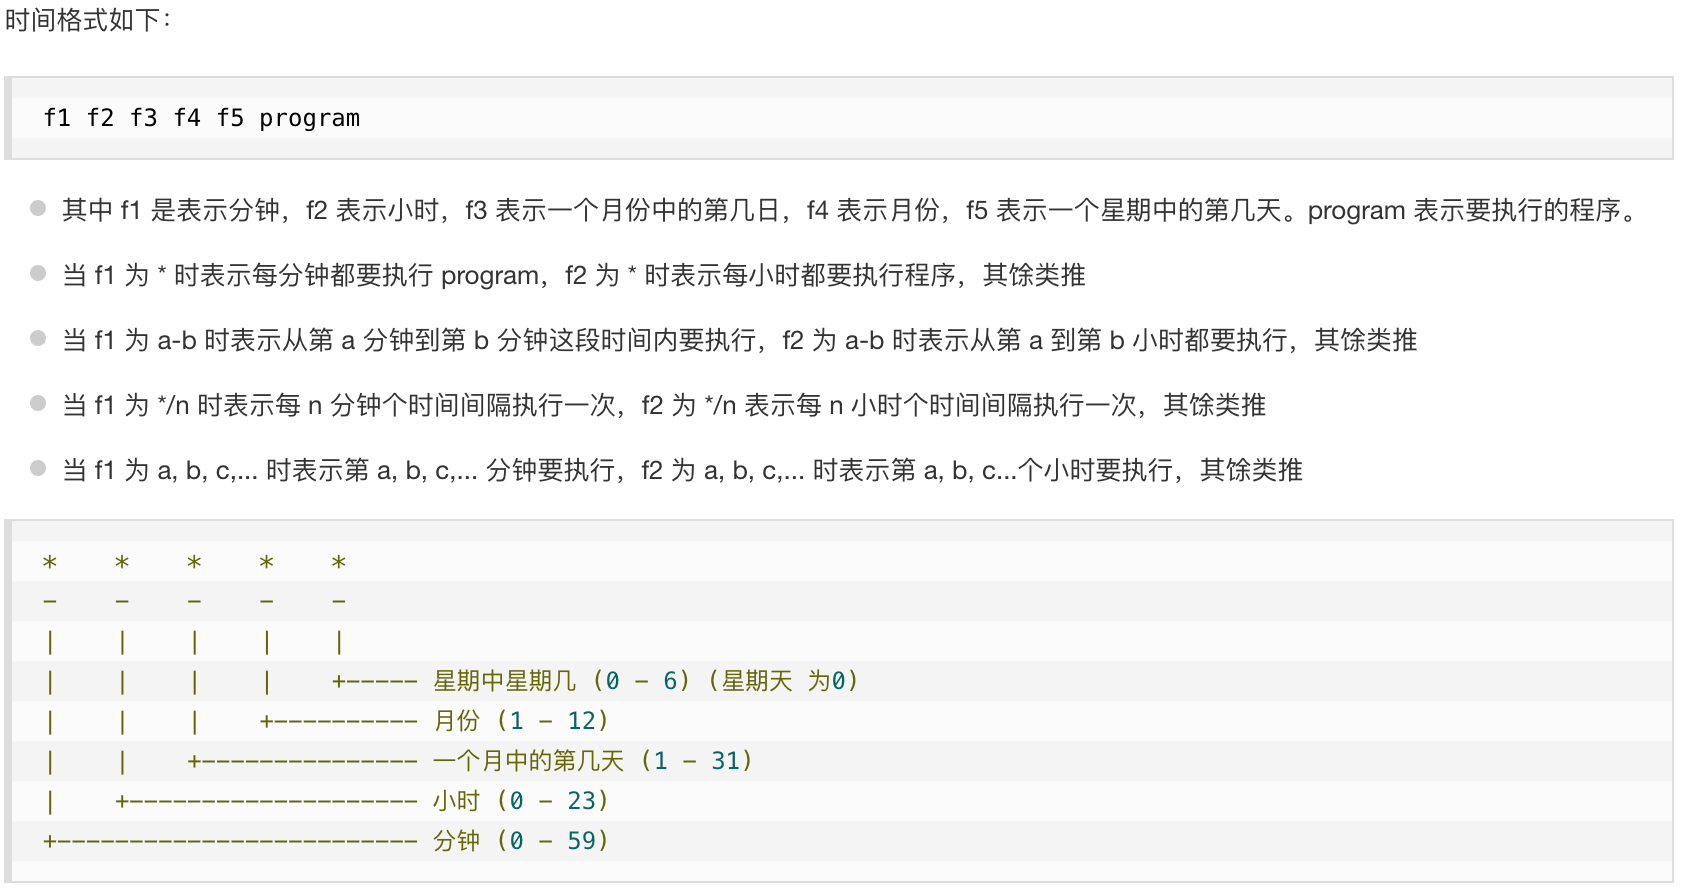 时间格式如下：
f1 f2 f3 f4 f5 program
其中 f1 是表示分钟，f2 表示小时，f3 表示一个月份中的第几日，f4 表示月份，f5 表示一个星期中的第几天。program 表示要执行的程序。
当 f1 为 * 时表示每分钟都要执行 program，f2 为 * 时表示每小时都要执行程序，其馀类推
当 f1 为 a-b 时表示从第 a 分钟到第 b 分钟这段时间内要执行，f2 为 a-b 时表示从第 a 到第 b 小时都要执行，其馀类推
当 f1 为 */n 时表示每 n 分钟个时间间隔执行一次，f2 为 */n 表示每 n 小时个时间间隔执行一次，其馀类推
当 f1 为 a, b, c,... 时表示第 a, b, c,... 分钟要执行，f2 为 a, b, c,... 时表示第 a, b, c...个小时要执行，其馀类推
*    *    *    *    *
-    -    -    -    -
|    |    |    |    |
|    |    |    |    +----- 星期中星期几 (0 - 6) (星期天 为0)
|    |    |    +---------- 月份 (1 - 12)
|    |    +--------------- 一个月中的第几天 (1 - 31)
|    +-------------------- 小时 (0 - 23)
+------------------------- 分钟 (0 - 59)